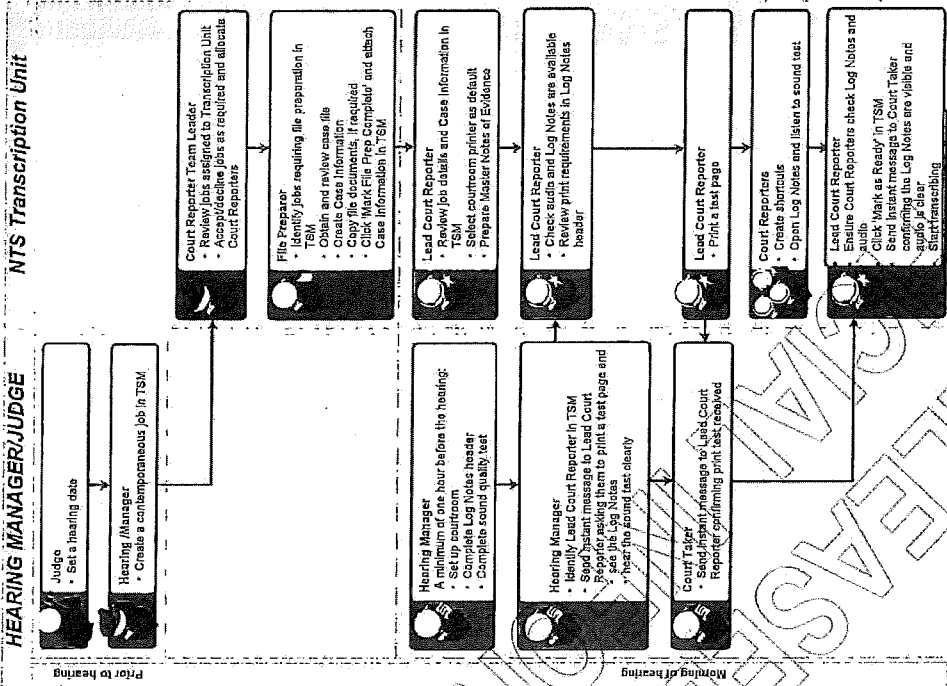 HEARING MANAGER/JUDGE
NTS Transcription Unit
Prior to hearing
Judge
• Set a hearing date
Hearing /Manager
• Create a contemporaneous job in TSM
Court Reporter Team Leader
• Review jobs assigned to Transcription Unit
• Accept/decline jobs as required and allocate
Court Reporters
File Preparer
• Identify jobs requiring file preparation in
TSM
• Obtain and review case file
• Create Case Information
• Copy file documents, if required
• Click 'Mark File Prep Complete' and attach
Case Information in TSM
Morning of hearing
Hearing Manager
A minimum of one hour before the hearing:
• Set up courtroom
• Complete Log Notes header
• Complete sound quality test
Lead Court Reporter
• Review job details and Case Information in
TSM
• Select courtroom printer as default
• Prepare Master Notes of Evidence
Hearing Manager
• Identify Lead Court Reporter in TSM
• Send instant message to Lead Court
Reporter asking them to print a test page and
• see the Log Notes
• hear the sound test clearly
Lead Court Reporter
• Check audio and Log Notes are available
• Review print requirements in Log Notes
header
Lead Court Reporter
• Print a test page
Court Taker
• Send instant message to Lead Court
Reporter confirming print test received
Court Reporters
• Create shortcuts
• Open Log Notes and listen to sound test
Lead Court Reporter
• Ensure Court Reporters check Log Notes and
audio
• Click 'Mark as Ready' in TSM
• Send instant message to Court Taker
confirming the Log Notes are visible and
audio is clear
• Start transcribing